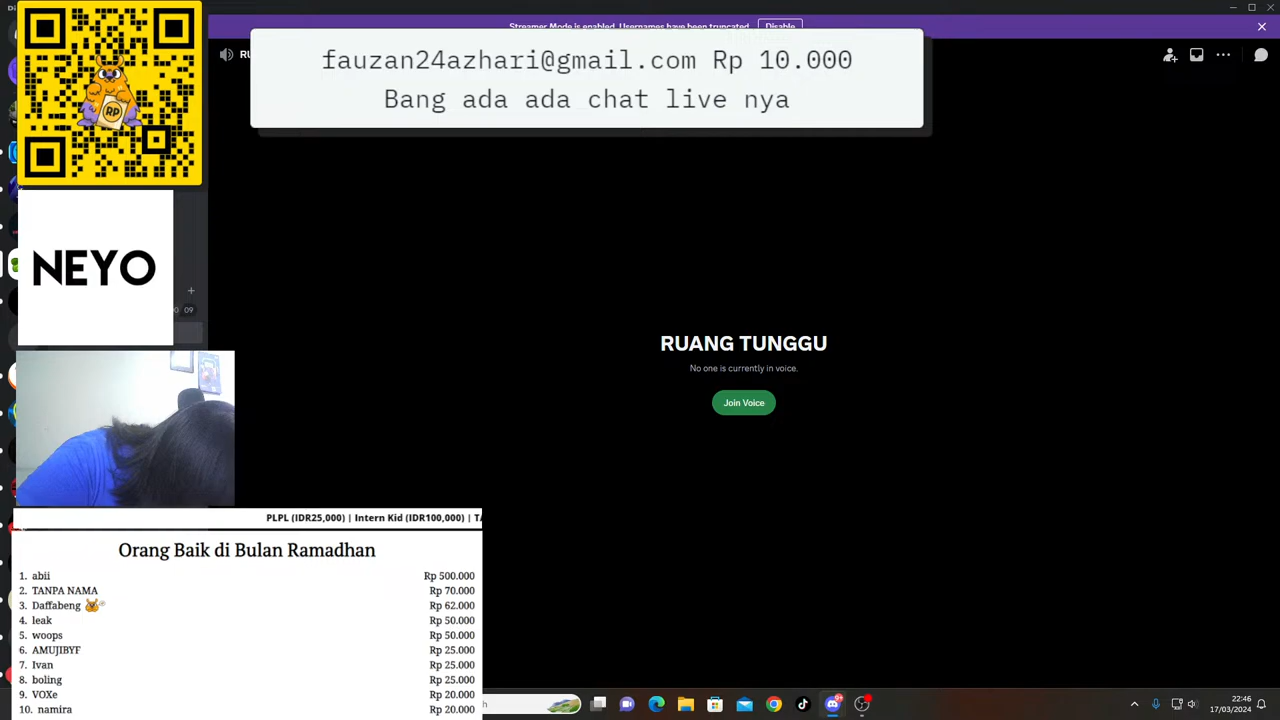 Streamer Mode is enabled. Usernames have been truncated.
Disable
fauzan24azhari@gmail.com Rp 10.000
Bang ada ada chat live nya
RP
NEYO
09
RUANG TUNGGU
No one is currently in voice.
Join Voice
PLPL (IDR25,000) | Intern Kid (IDR100,000) |
Orang Baik di Bulan Ramadhan
1. abii Rp 500.000
2. TANPA NAMA Rp 70.000
3. Daffabeng Rp 62.000
4. leak Rp 50.000
5. woops Rp 50.000
6. AMUJIBYF Rp 25.000
7. Ivan Rp 25.000
8. boling Rp 25.000
9. VOXe Rp 20.000
10. namira Rp 20.000
22:46
17/03/2024